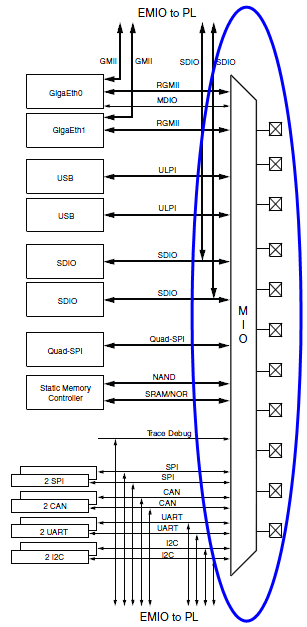 EMIO to PL
GMII
GMII
SDIO
SDIO
GigaEth0
RGMII
MDIO
GigaEth1
RGMII
USB
ULPI
USB
ULPI
SDIO
SDIO
SDIO
SDIO
MIO
Quad-SPI
Quad-SPI
Static Memory
Controller
NAND
SRAM/NOR
Trace Debug
SPI
2 SPI
SPI
CAN
2 CAN
CAN
UART
2 UART
UART
I2C
2 I2C
I2C
EMIO to PL